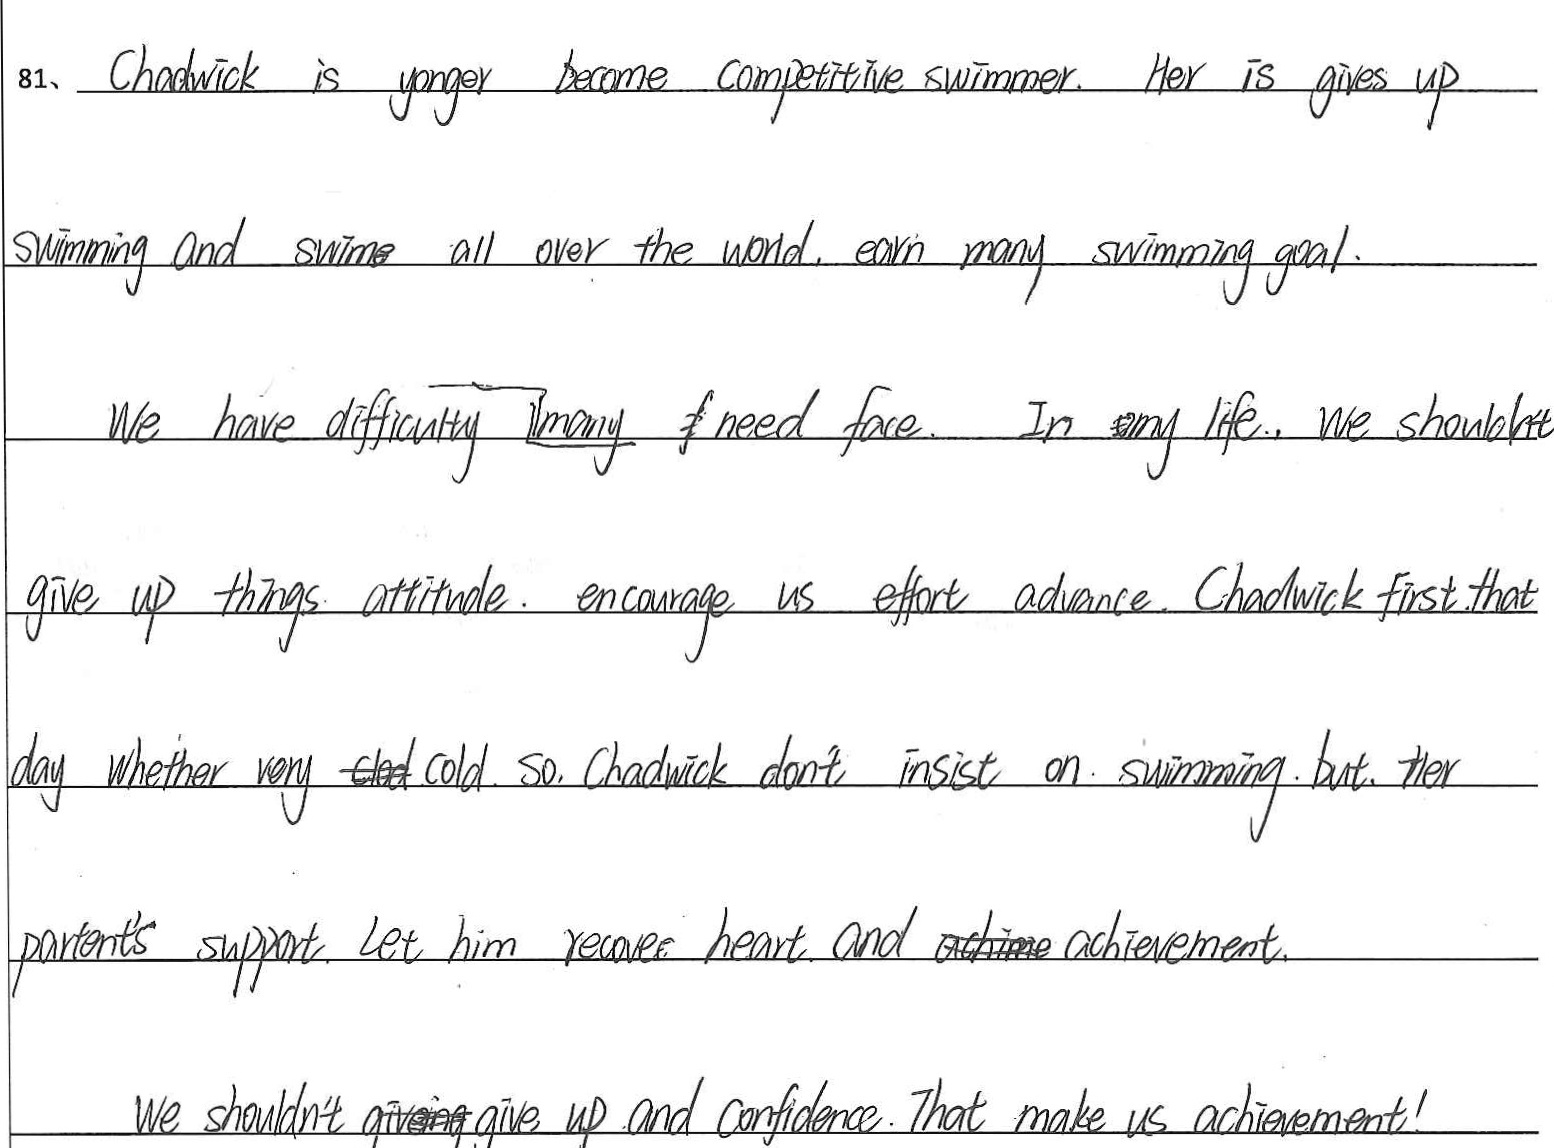 81、 Chadwick is yonger become competitive swimmer. Her is gives up
swimming and swime all over the world. earn many swimming goal.
We have difficulty many need face. In my life., We shouldn't
give up things. attitude. encourage us effort advance. Chadwick first that
day whether very cold. so. Chadwick don't insist on. swimming. but. Her
partent's support. Let him recover heart. and achievement.
We shouldn't give up and confidence. That make us achievement!